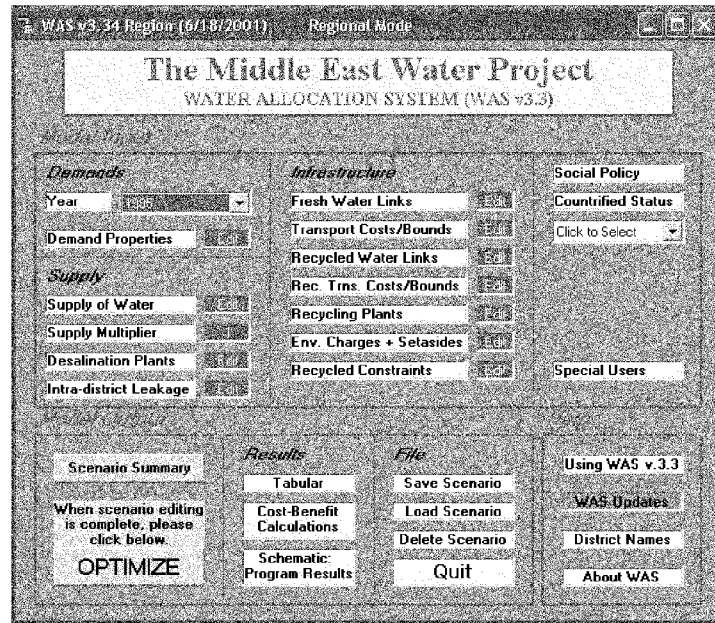 WAS v3.34 Region (6/18/2001) Regional Mode
The Middle East Water Project
WATER ALLOCATION SYSTEM (WAS v3.3)
Model Input
Demands
Year 1995
Demand Properties Edit
Supply
Supply of Water Edit
Supply Multiplier
Desalination Plants Edit
Intra-district Leakage Edit
Infrastructure
Fresh Water Links Edit
Transport Costs/Bounds Edit
Recycled Water Links Edit
Rec. Trns. Costs/Bounds Edit
Recycling Plants Edit
Env. Charges + Setasides Edit
Recycled Constraints Edit
Social Policy
Countrified Status
Click to Select
Special Users
Scenario Summary
When scenario editing
is complete, please
click below.
OPTIMIZE
Results
Tabular
Cost-Benefit
Calculations
Schematic:
Program Results
File
Save Scenario
Load Scenario
Delete Scenario
Quit
Using WAS v.3.3
WAS Updates
District Names
About WAS